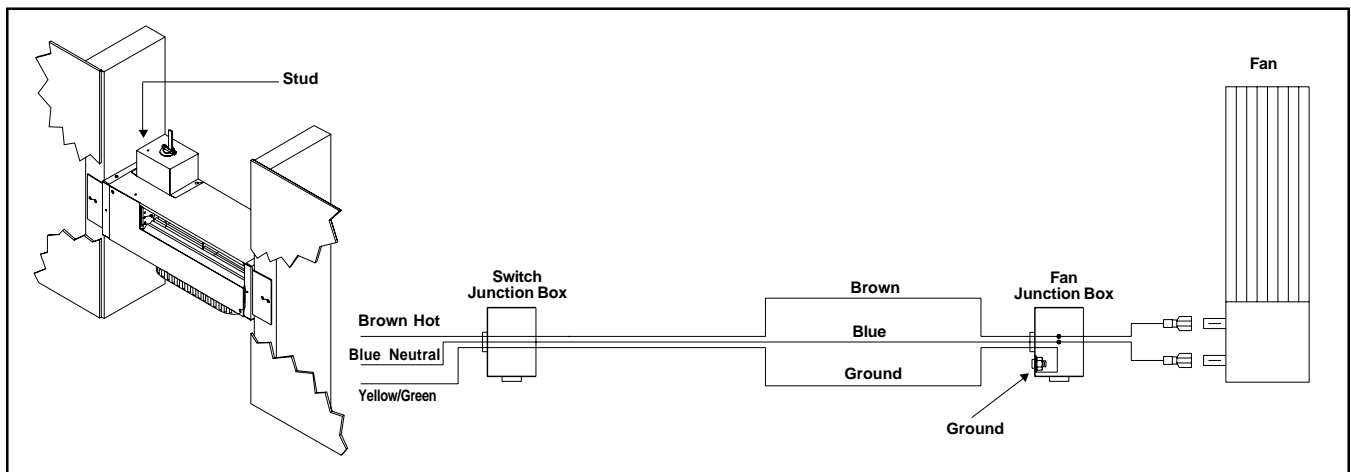 Stud
Fan
Switch
Junction Box
Fan
Junction Box
Brown Hot
Blue Neutral
Yellow/Green
Brown
Blue
Ground
Ground